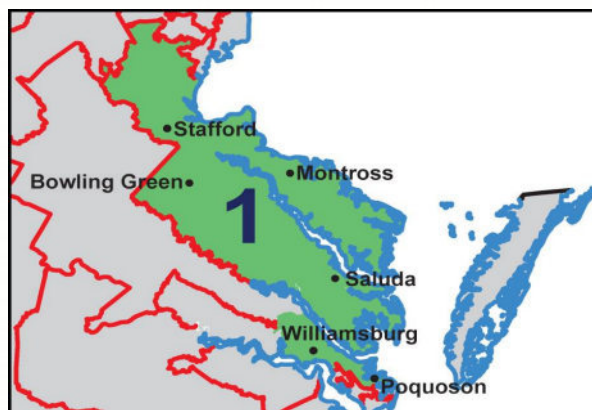 Stafford
Montross
Bowling Green
1
Saluda
Williamsburg
Poquoson